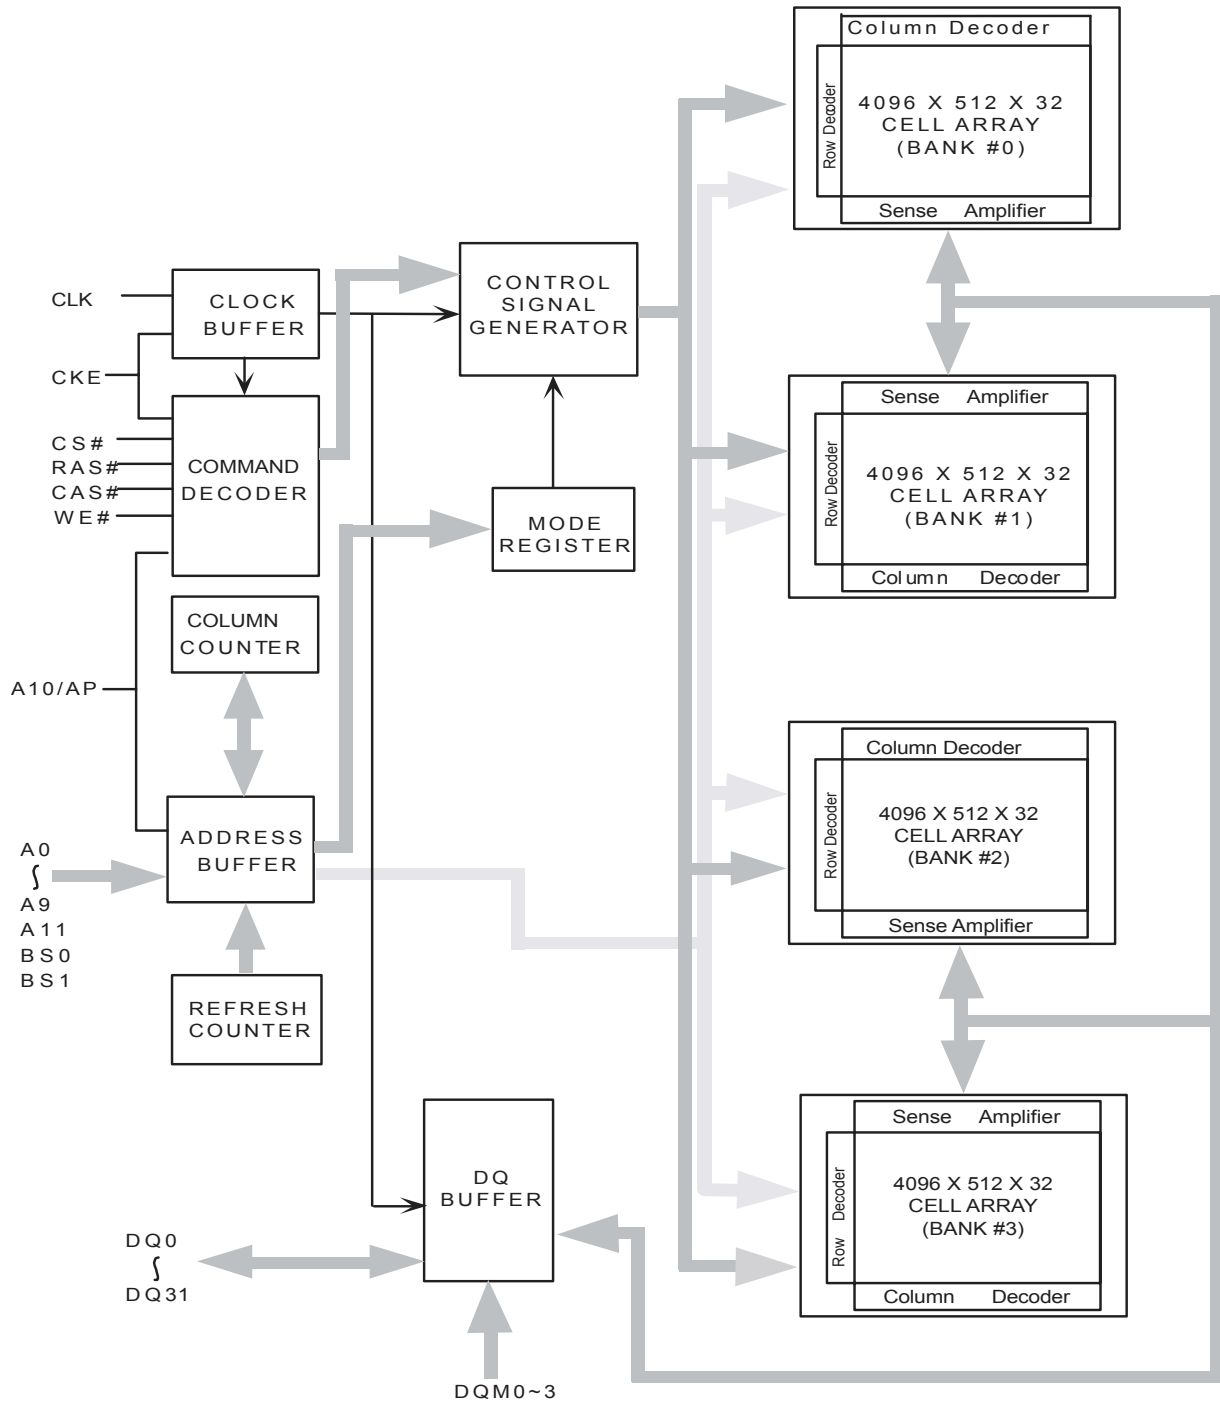 Column Decoder
Row Decoder
4096 X 512 X 32
CELL ARRAY
(BANK #0)
Sense Amplifier
CLK
CLOCK
BUFFER
CONTROL
SIGNAL
GENERATOR
CKE
CS#
RAS#
CAS#
WE#
COMMAND
DECODER
MODE
REGISTER
Sense Amplifier
Row Decoder
4096 X 512 X 32
CELL ARRAY
(BANK #1)
Column Decoder
COLUMN
COUNTER
A10/AP
ADDRESS
BUFFER
A0
A9
A11
BS0
BS1
REFRESH
COUNTER
Column Decoder
Row Decoder
4096 X 512 X 32
CELL ARRAY
(BANK #2)
Sense Amplifier
DQ
BUFFER
DQ0
DQ31
DQM0~3
Sense Amplifier
Row Decoder
4096 X 512 X 32
CELL ARRAY
(BANK #3)
Column Decoder